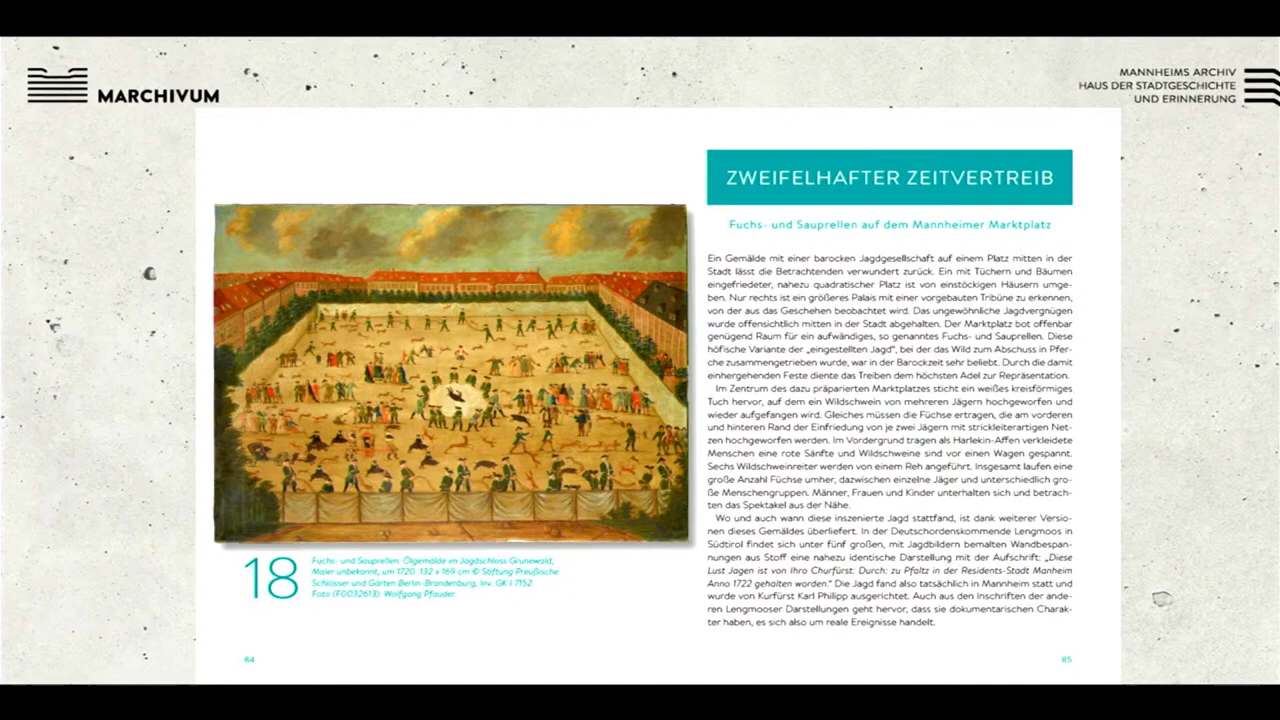 MARCHIVUM
MANNHEIMS ARCHIV
HAUS DER STADTGESCHICHTE
UND ERINNERUNG
18
Fuchs- und Sauprellen. Ölgemälde im Jagdschloss Grunewald,
Maler unbekannt, um 1720. 132 x 169 cm © Stiftung Preußische
Schlösser und Gärten Berlin-Brandenburg, Inv. GK I 7152.
Foto (F0032613): Wolfgang Pfauder.
84
ZWEIFELHAFTER ZEITVERTREIB
Fuchs- und Sauprellen auf dem Mannheimer Marktplatz
Ein Gemälde mit einer barocken Jagdgesellschaft auf einem Platz mitten in der
Stadt lässt die Betrachtenden verwundert zurück. Ein mit Tüchern und Bäumen
eingefriedeter, nahezu quadratischer Platz ist von einstöckigen Häusern umge-
ben. Nur rechts ist ein größeres Palais mit einer vorgebauten Tribüne zu erkennen,
von der aus das Geschehen beobachtet wird. Das ungewöhnliche Jagdvergnügen
wurde offensichtlich mitten in der Stadt abgehalten. Der Marktplatz bot offenbar
genügend Raum für ein aufwändiges, so genanntes Fuchs- und Sauprellen. Diese
höfische Variante der „eingestellten Jagd", bei der das Wild zum Abschuss in Pfer-
che zusammengetrieben wurde, war in der Barockzeit sehr beliebt. Durch die damit
einhergehenden Feste diente das Treiben dem höchsten Adel zur Repräsentation.
Im Zentrum des dazu präparierten Marktplatzes sticht ein weißes kreisförmiges
Tuch hervor, auf dem ein Wildschwein von mehreren Jägern hochgeworfen und
wieder aufgefangen wird. Gleiches müssen die Füchse ertragen, die am vorderen
und hinteren Rand der Einfriedung von je zwei Jägern mit strickleiterartigen Net-
zen hochgeworfen werden. Im Vordergrund tragen als Harlekin-Affen verkleidete
Menschen eine rote Sänfte und Wildschweine sind vor einen Wagen gespannt.
Sechs Wildschweinreiter werden von einem Reh angeführt. Insgesamt laufen eine
große Anzahl Füchse umher, dazwischen einzelne Jäger und unterschiedlich gro-
ße Menschengruppen. Männer, Frauen und Kinder unterhalten sich und betrach-
ten das Spektakel aus der Nähe.
Wo und auch wann diese inszenierte Jagd stattfand, ist dank weiterer Versio-
nen dieses Gemäldes überliefert. In der Deutschordenskommende Lengmoos in
Südtirol findet sich unter fünf großen, mit Jagdbildern bemalten Wandbespan-
nungen aus Stoff eine nahezu identische Darstellung mit der Aufschrift: „Diese
Lust Jagen ist von Ihro Churfürst: Durch: zu Pfaltz in der Residents-Stadt Manheim
Anno 1722 gehalten worden." Die Jagd fand also tatsächlich in Mannheim statt und
wurde von Kurfürst Karl Philipp ausgerichtet. Auch aus den Inschriften der ande-
ren Lengmooser Darstellungen geht hervor, dass sie dokumentarischen Charak-
ter haben, es sich also um reale Ereignisse handelt.
85